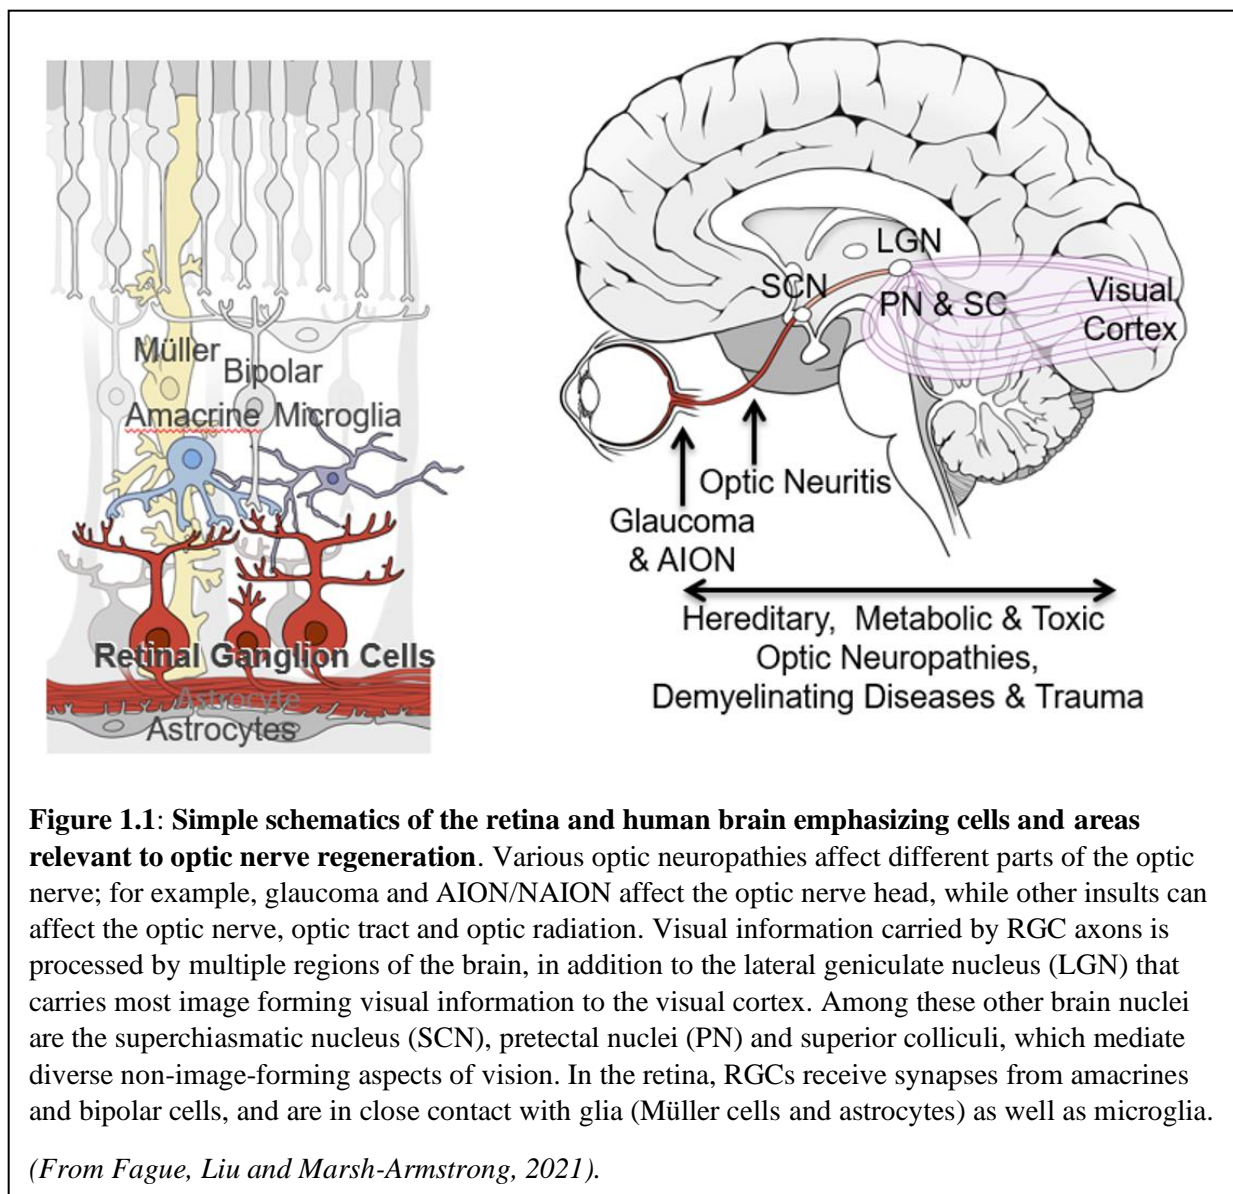 Müller
Bipolar
Amacrine Microglia
Retinal Ganglion Cells
Astrocyte
Astrocytes
LGN
SCN
PN & SC
Visual
Cortex
Optic Neuritis
Glaucoma
& AION
Hereditary, Metabolic & Toxic
Optic Neuropathies,
Demyelinating Diseases & Trauma
Figure 1.1: Simple schematics of the retina and human brain emphasizing cells and areas
relevant to optic nerve regeneration. Various optic neuropathies affect different parts of the optic
nerve; for example, glaucoma and AION/NAION affect the optic nerve head, while other insults can
affect the optic nerve, optic tract and optic radiation. Visual information carried by RGC axons is
processed by multiple regions of the brain, in addition to the lateral geniculate nucleus (LGN) that
carries most image forming visual information to the visual cortex. Among these other brain nuclei
are the superchiasmatic nucleus (SCN), pretectal nuclei (PN) and superior colliculi, which mediate
diverse non-image-forming aspects of vision. In the retina, RGCs receive synapses from amacrines
and bipolar cells, and are in close contact with glia (Müller cells and astrocytes) as well as microglia.
(From Fague, Liu and Marsh-Armstrong, 2021).